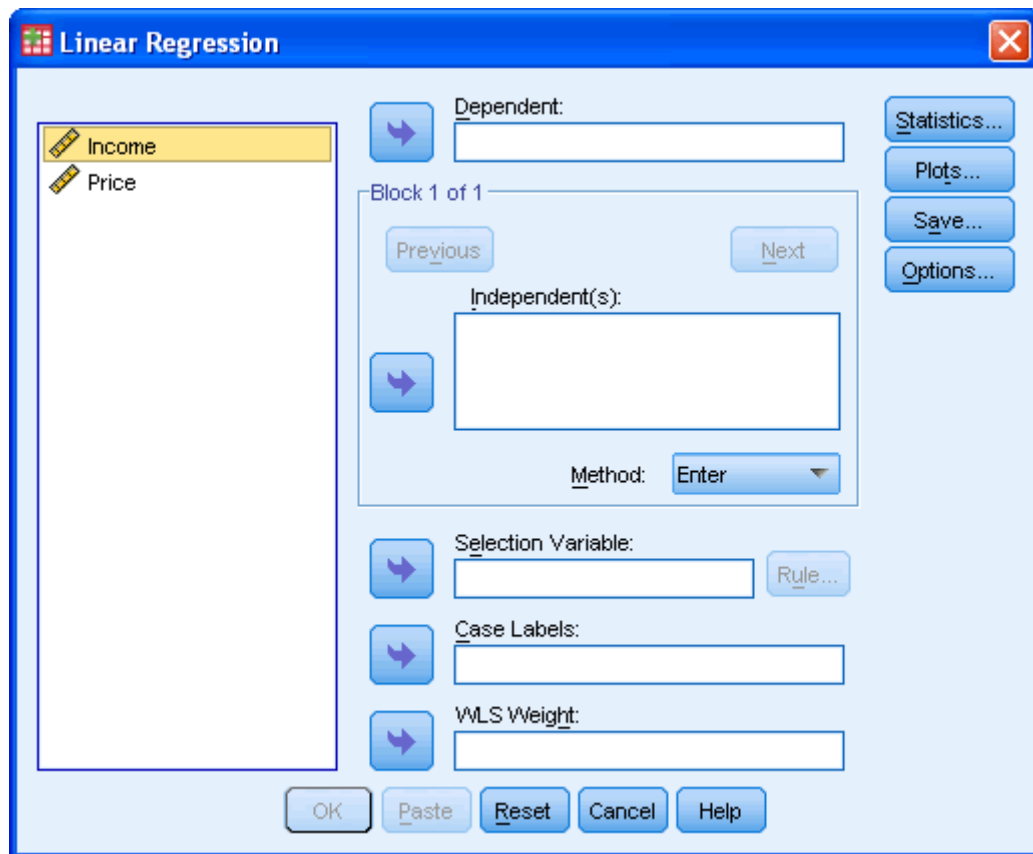 Linear Regression
Income
Price
Dependent:
Block 1 of 1
Previous
Next
Independent(s):
Method:
Enter
Selection Variable:
Rule...
Case Labels:
WLS Weight:
Statistics...
Plots...
Save...
Options...
OK
Paste
Reset
Cancel
Help